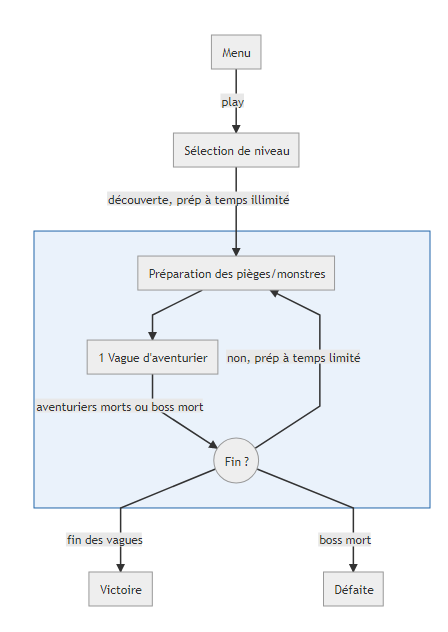 Menu
play
Sélection de niveau
découverte, prép à temps illimité
Préparation des pièges/monstres
1 Vague d'aventurier
non, prép à temps limité
aventuriers morts ou boss mort
Fin ?
fin des vagues
boss mort
Victoire
Défaite